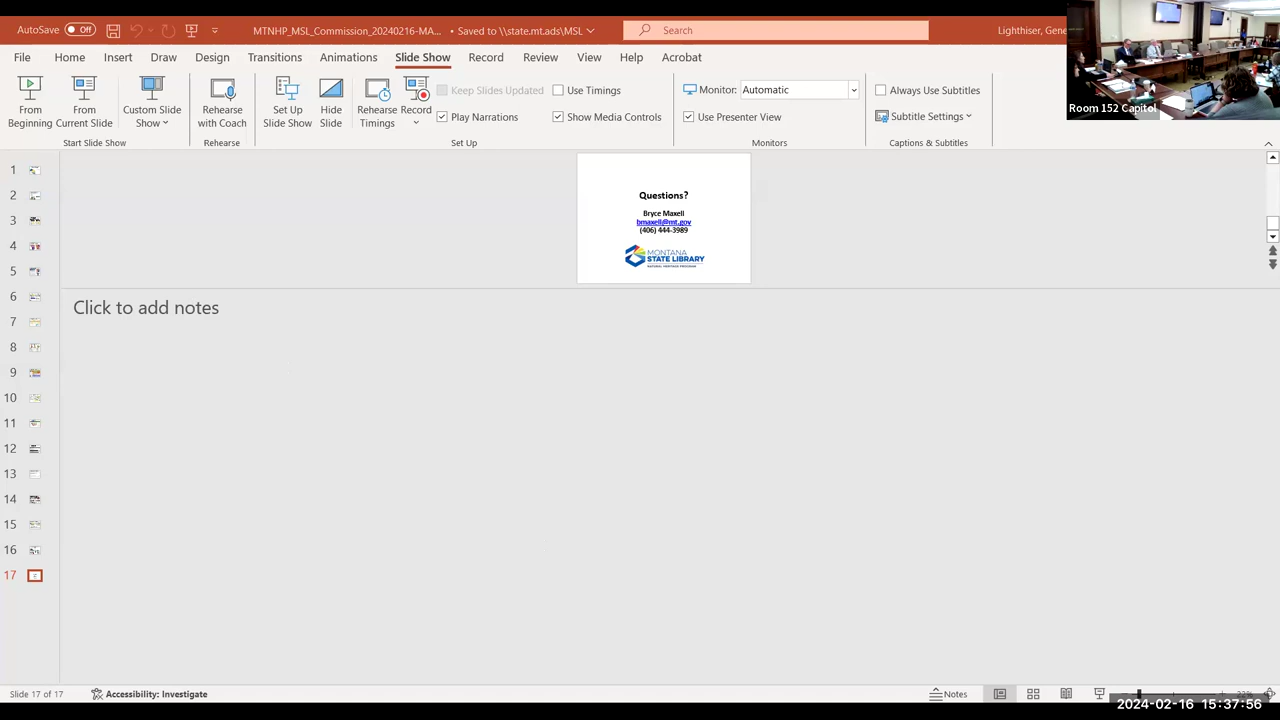 AutoSave Off MTNHP_MSL_Commission_20240216-MA... • Saved to \\state.mt.ads\MSL Search Lighthiser, Gene
File Home Insert Draw Design Transitions Animations Slide Show Record Review View Help Acrobat
From Beginning
From Current Slide
Custom Slide Show
Rehearse with Coach
Set Up Slide Show
Hide Slide
Rehearse Timings
Record
Keep Slides Updated
Use Timings
Play Narrations
Show Media Controls
Monitor: Automatic
Use Presenter View
Always Use Subtitles
Subtitle Settings
Start Slide Show Rehearse Set Up Monitors Captions & Subtitles
Room 152 Capitol
1
2
3
4
5
6
7
8
9
10
11
12
13
14
15
16
17
Questions?
Bryce Maxell
bmaxell@mt.gov
(406) 444-3989
MONTANA
STATE LIBRARY
NATURAL HERITAGE PROGRAM
Click to add notes
Slide 17 of 17 Accessibility: Investigate Notes
2024-02-16 15:37:56